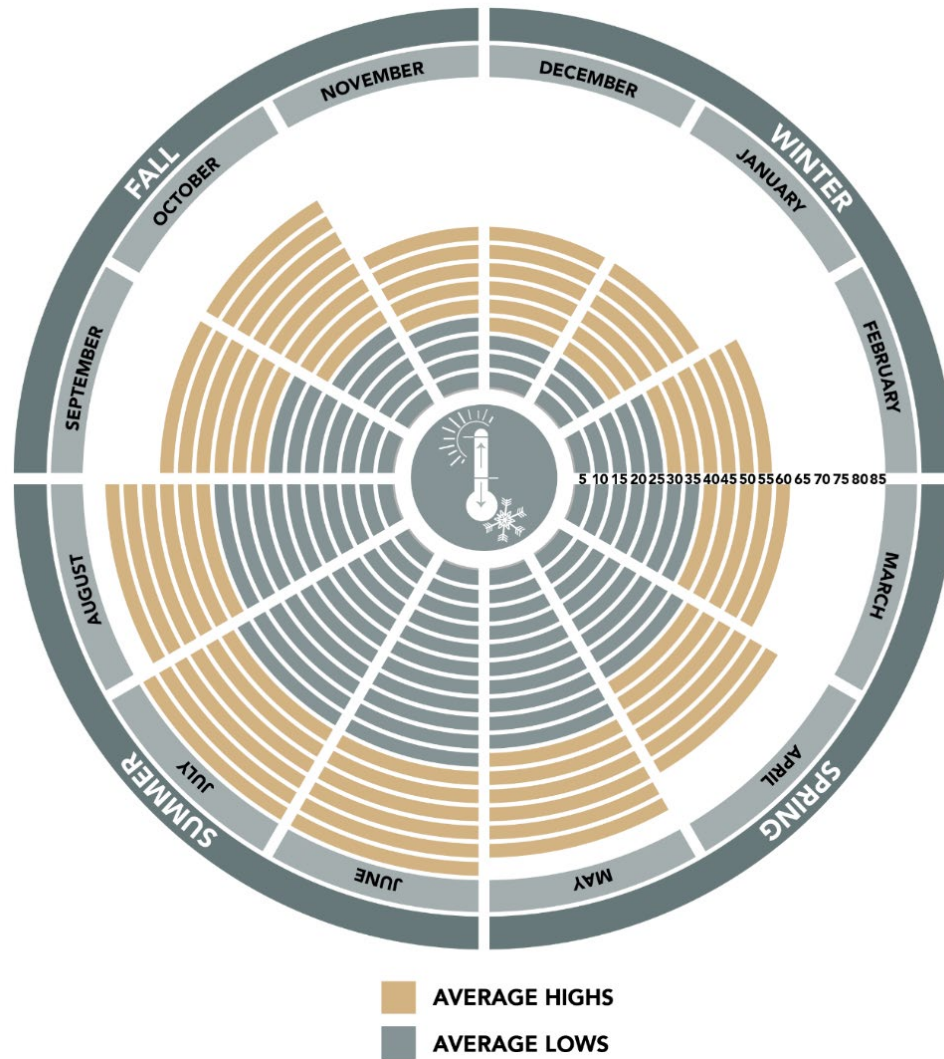 NOVEMBER
DECEMBER
FALL
WINTER
OCTOBER
JANUARY
SEPTEMBER
FEBRUARY
5 10 15 20 25 30 35 40 45 50 55 60 65 70 75 80 85
AUGUST
MARCH
JULY
APRIL
SUMMER
SPRING
JUNE
MAY
AVERAGE HIGHS
AVERAGE LOWS